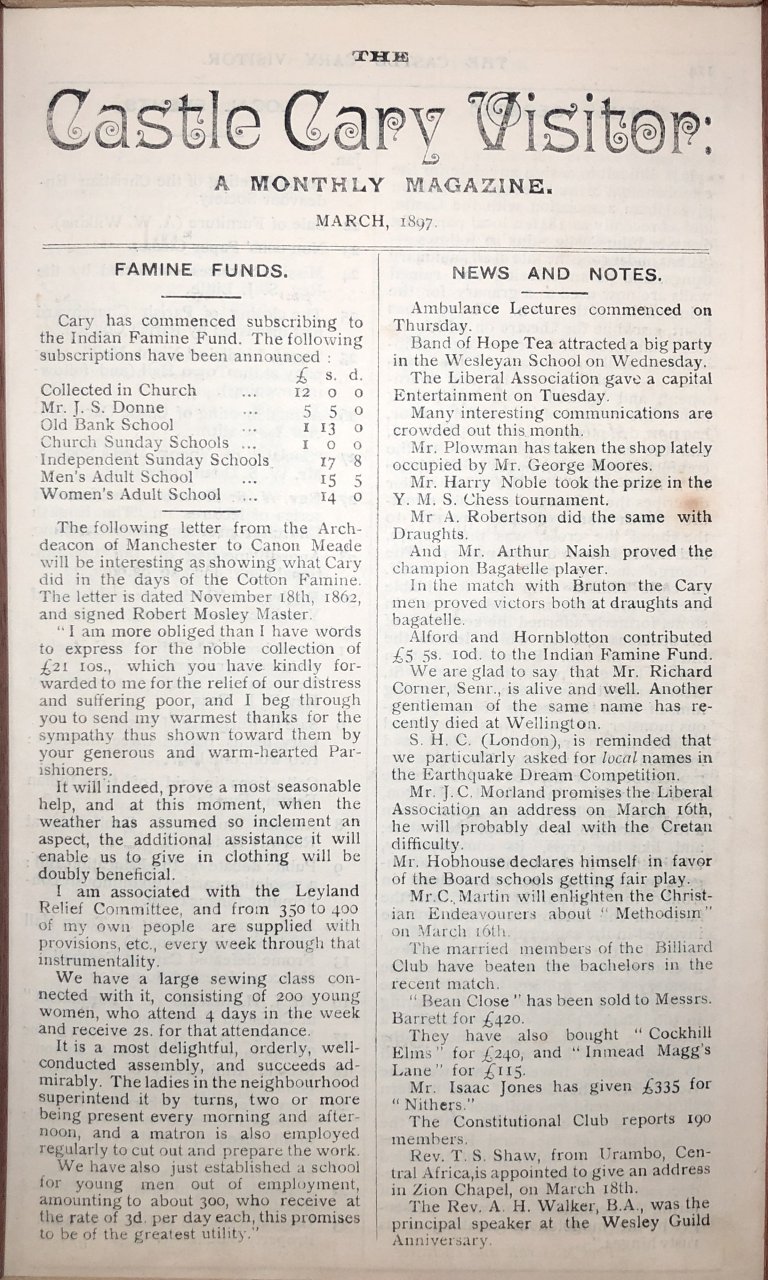 THE
Castle Cary Visitor:
A MONTHLY MAGAZINE.
MARCH, 1897.
FAMINE FUNDS.
Cary has commenced subscribing to
the Indian Famine Fund. The following
subscriptions have been announced :
£ s. d.
Collected in Church ... 12 0 0
Mr. J. S. Donne ... 5 5 0
Old Bank School ... 1 13 0
Church Sunday Schools ... 1 0 0
Independent Sunday Schools 17 8
Men's Adult School ... 15 5
Women's Adult School ... 14 0
The following letter from the Arch-
deacon of Manchester to Canon Meade
will be interesting as showing what Cary
did in the days of the Cotton Famine.
The letter is dated November 18th, 1862,
and signed Robert Mosley Master.
"I am more obliged than I have words
to express for the noble collection of
£21 10s., which you have kindly for-
warded to me for the relief of our distress
and suffering poor, and I beg through
you to send my warmest thanks for the
sympathy thus shown toward them by
your generous and warm-hearted Par-
ishioners.
It will indeed, prove a most seasonable
help, and at this moment, when the
weather has assumed so inclement an
aspect, the additional assistance it will
enable us to give in clothing will be
doubly beneficial.
I am associated with the Leyland
Relief Committee, and from 350 to 400
of my own people are supplied with
provisions, etc., every week through that
instrumentality.
We have a large sewing class con-
nected with it, consisting of 200 young
women, who attend 4 days in the week
and receive 2s. for that attendance.
It is a most delightful, orderly, well-
conducted assembly, and succeeds ad-
mirably. The ladies in the neighbourhood
superintend it by turns, two or more
being present every morning and after-
noon, and a matron is also employed
regularly to cut out and prepare the work.
We have also just established a school
for young men out of employment,
amounting to about 300, who receive at
the rate of 3d. per day each, this promises
to be of the greatest utility."
NEWS AND NOTES.
Ambulance Lectures commenced on
Thursday.
Band of Hope Tea attracted a big party
in the Wesleyan School on Wednesday.
The Liberal Association gave a capital
Entertainment on Tuesday.
Many interesting communications are
crowded out this month.
Mr. Plowman has taken the shop lately
occupied by Mr. George Moores.
Mr. Harry Noble took the prize in the
Y. M. S. Chess tournament.
Mr A. Robertson did the same with
Draughts.
And Mr. Arthur Naish proved the
champion Bagatelle player.
In the match with Bruton the Cary
men proved victors both at draughts and
bagatelle.
Alford and Hornblotton contributed
£5 5s. 10d. to the Indian Famine Fund.
We are glad to say that Mr. Richard
Corner, Senr., is alive and well. Another
gentleman of the same name has re-
cently died at Wellington.
S. H. C. (London), is reminded that
we particularly asked for local names in
the Earthquake Dream Competition.
Mr. J. C. Morland promises the Liberal
Association an address on March 16th,
he will probably deal with the Cretan
difficulty.
Mr. Hobhouse declares himself in favor
of the Board schools getting fair play.
Mr. C. Martin will enlighten the Christ-
ian Endeavourers about "Methodism"
on March 16th.
The married members of the Billiard
Club have beaten the bachelors in the
recent match.
"Bean Close" has been sold to Messrs.
Barrett for £420.
They have also bought "Cockhill
Elms" for £240, and "Inmead Magg's
Lane" for £115.
Mr. Isaac Jones has given £335 for
"Nithers."
The Constitutional Club reports 190
members.
Rev. T. S. Shaw, from Urambo, Cen-
tral Africa, is appointed to give an address
in Zion Chapel, on March 18th.
The Rev. A. H. Walker, B.A., was the
principal speaker at the Wesley Guild
Anniversary.